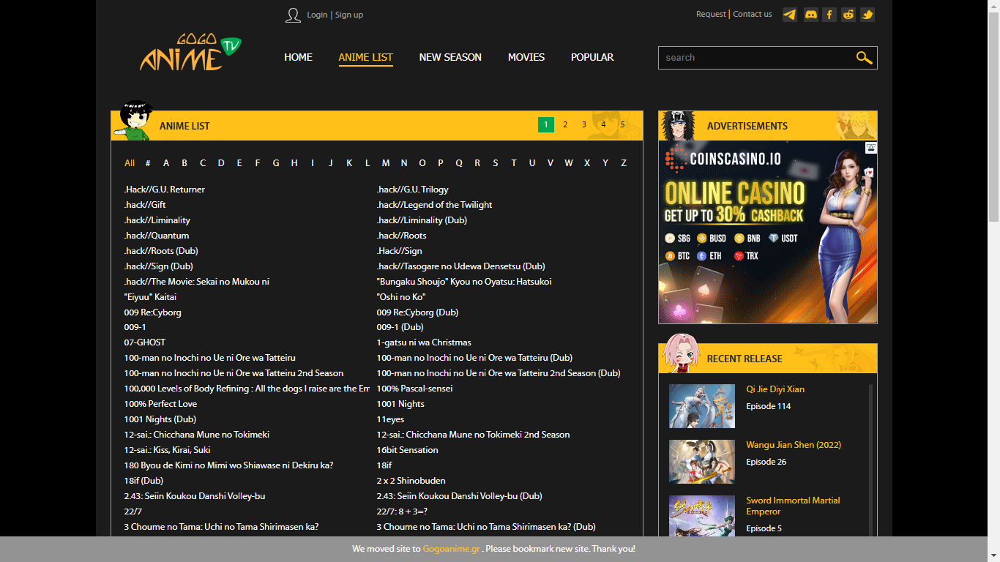 Login | Sign up
Request | Contact us
GOGO
ANIME TV
HOME ANIME LIST NEW SEASON MOVIES POPULAR
search
ANIME LIST
1 2 3 4 5
All # A B C D E F G H I J K L M N O P Q R S T U V W X Y Z
.Hack//G.U. Returner
.hack//G.U. Trilogy
.hack//Gift
.hack//Legend of the Twilight
.hack//Liminality
.hack//Liminality (Dub)
.hack//Quantum
.hack//Roots
.hack//Roots (Dub)
.Hack//Sign
.hack//Sign (Dub)
.hack//Tasogare no Udewa Densetsu (Dub)
.hack//The Movie: Sekai no Mukou ni
"Bungaku Shoujo" Kyou no Oyatsu: Hatsukoi
"Eiyuu" Kaitai
"Oshi no Ko"
009 Re:Cyborg
009 Re:Cyborg (Dub)
009-1
009-1 (Dub)
07-GHOST
1-gatsu ni wa Christmas
100-man no Inochi no Ue ni Ore wa Tatteiru
100-man no Inochi no Ue ni Ore wa Tatteiru (Dub)
100-man no Inochi no Ue ni Ore wa Tatteiru 2nd Season
100-man no Inochi no Ue ni Ore wa Tatteiru 2nd Season (Dub)
100,000 Levels of Body Refining : All the dogs I raise are the Em
100% Pascal-sensei
100% Perfect Love
1001 Nights
1001 Nights (Dub)
11eyes
12-sai.: Chicchana Mune no Tokimeki
12-sai.: Chicchana Mune no Tokimeki 2nd Season
12-sai.: Kiss, Kirai, Suki
16bit Sensation
180 Byou de Kimi no Mimi wo Shiawase ni Dekiru ka?
18if
18if (Dub)
2 x 2 Shinobuden
2.43: Seiin Koukou Danshi Volley-bu
2.43: Seiin Koukou Danshi Volley-bu (Dub)
22/7
22/7: 8 + 3=?
3 Choume no Tama: Uchi no Tama Shirimasen ka?
3 Choume no Tama: Uchi no Tama Shirimasen ka? (Dub)
ADVERTISEMENTS
COINSCASINO.IO
ONLINE CASINO
GET UP TO 30% CASHBACK
SBG BUSD BNB USDT
BTC ETH TRX
RECENT RELEASE
Qi Jie Diyi Xian
Episode 114
Wangu Jian Shen (2022)
Episode 26
Sword Immortal Martial
Emperor
Episode 5
We moved site to Gogoanime.gr . Please bookmark new site. Thank you!